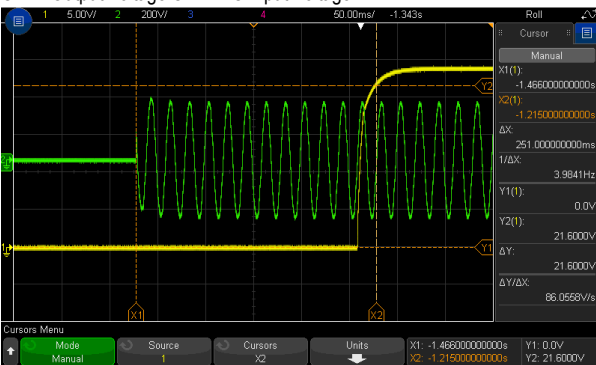 1 5.00V/ 2 200V/ 3 4 50.00ms/ -1.343s Roll
Cursor
Manual
X1(1):
-1.466000000000s
X2(1):
-1.215000000000s
ΔX:
251.000000000ms
1/ΔX:
3.9841Hz
Y1(1):
0.0V
Y2(1):
21.6000V
ΔY:
21.6000V
ΔY/ΔX:
86.0558V/s
Y2
2
1
Y1
X1 X2
Cursors Menu
Mode Source Cursors Units X1: -1.466000000000s Y1: 0.0V
Manual 1 X2 X2: -1.215000000000s Y2: 21.6000V